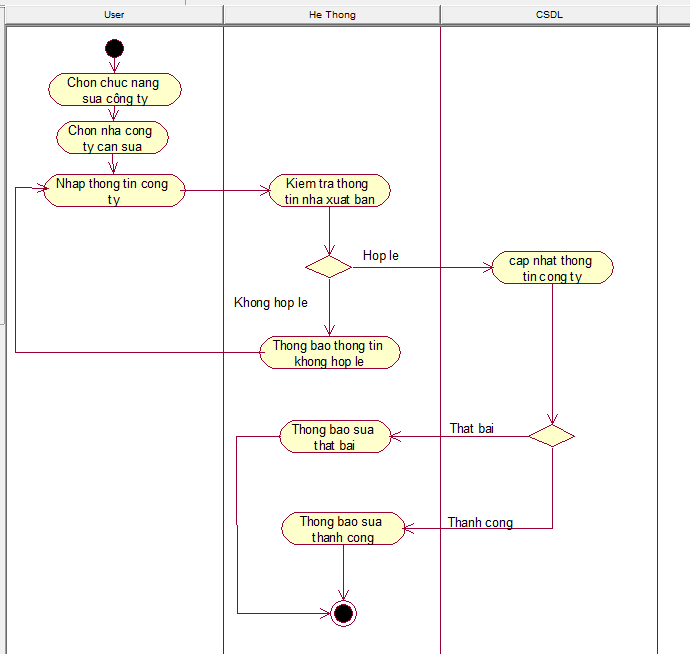 User
He Thong
CSDL
Chon chuc nang
sua công ty
Chon nha cong
ty can sua
Nhap thong tin cong
ty
Kiem tra thong
tin nha xuat ban
Hop le
cap nhat thong
tin cong ty
Khong hop le
Thong bao thong tin
khong hop le
Thong bao sua
that bai
That bai
Thong bao sua
thanh cong
Thanh cong